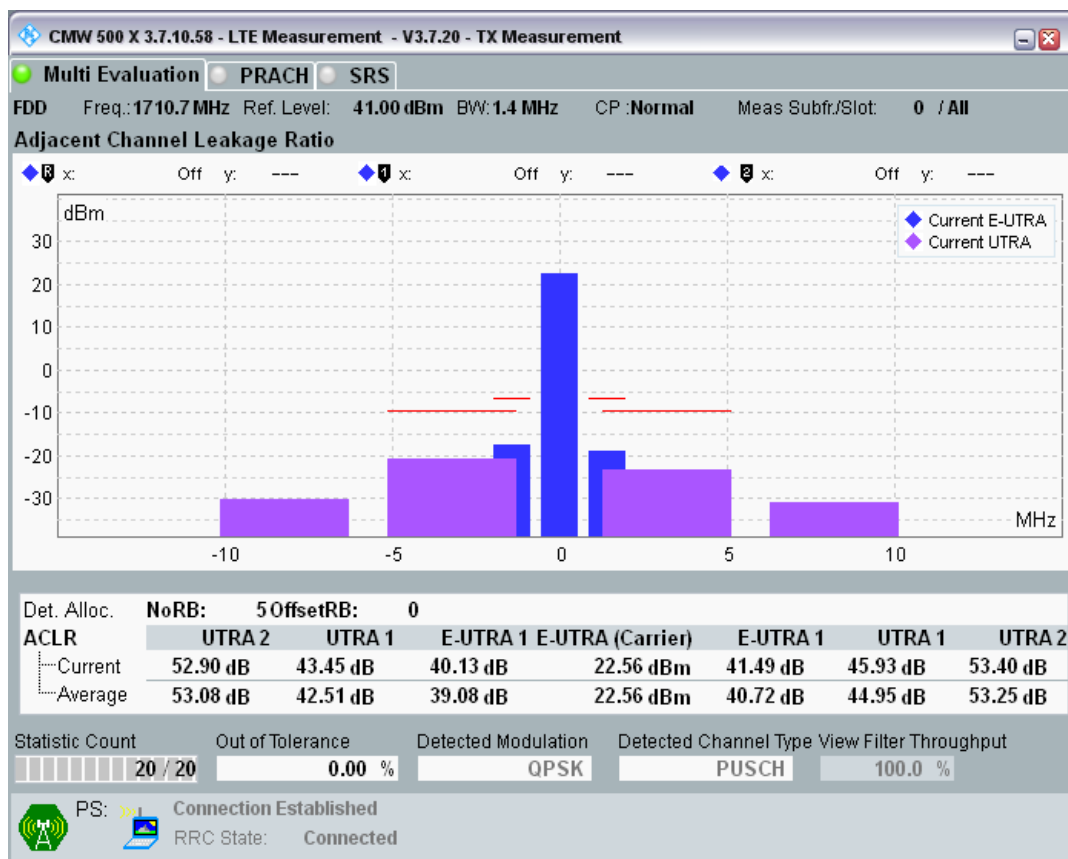 CMW 500 X 3.7.10.58 - LTE Measurement - V3.7.20 - TX Measurement
Multi Evaluation PRACH SRS
FDD Freq.: 1710.7 MHz Ref. Level: 41.00 dBm BW: 1.4 MHz CP : Normal Meas Subfr./Slot: 0 / All
Adjacent Channel Leakage Ratio
R x: Off y: --- 1 x: Off y: --- 2 x: Off y: ---
dBm
Current E-UTRA
Current UTRA
30
20
10
0
-10
-20
-30
MHz
-10 -5 0 5 10
Det. Alloc. NoRB: 5 OffsetRB: 0
ACLR UTRA 2 UTRA 1 E-UTRA 1 E-UTRA (Carrier) E-UTRA 1 UTRA 1 UTRA 2
Current 52.90 dB 43.45 dB 40.13 dB 22.56 dBm 41.49 dB 45.93 dB 53.40 dB
Average 53.08 dB 42.51 dB 39.08 dB 22.56 dBm 40.72 dB 44.95 dB 53.25 dB
Statistic Count Out of Tolerance Detected Modulation Detected Channel Type View Filter Throughput
20 / 20 0.00 % QPSK PUSCH 100.0 %
PS: Connection Established
RRC State: Connected